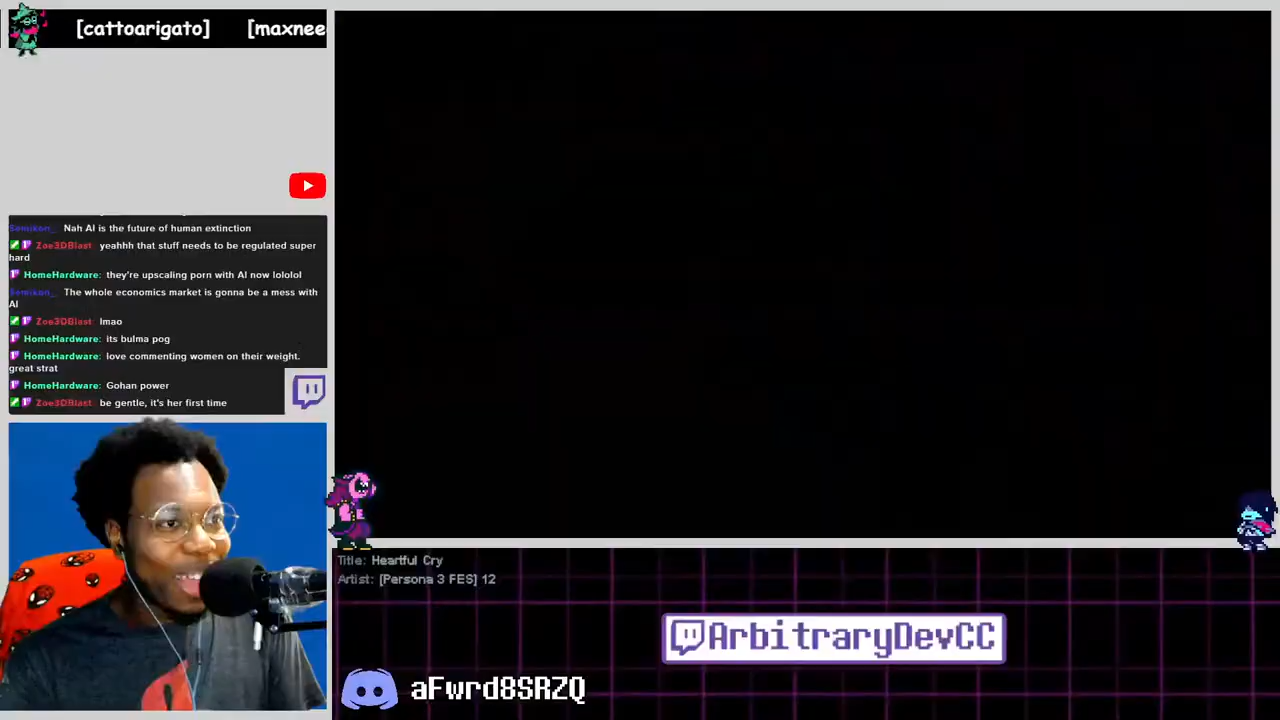 [cattoarigato] [maxnee
Semikon_ Nah AI is the future of human extinction
Zoe3DBlast: yeahhh that stuff needs to be regulated super
hard
HomeHardware: they're upscaling porn with AI now lololol
Semikon_ The whole economics market is gonna be a mess with
AI
Zoe3DBlast: lmao
HomeHardware: its bulma pog
HomeHardware: love commenting women on their weight.
great strat
HomeHardware: Gohan power
Zoe3DBlast: be gentle, it's her first time
Title: Heartful Cry
Artist: [Persona 3 FES] 12
ArbitraryDevCC
aFwrd8SRZQ